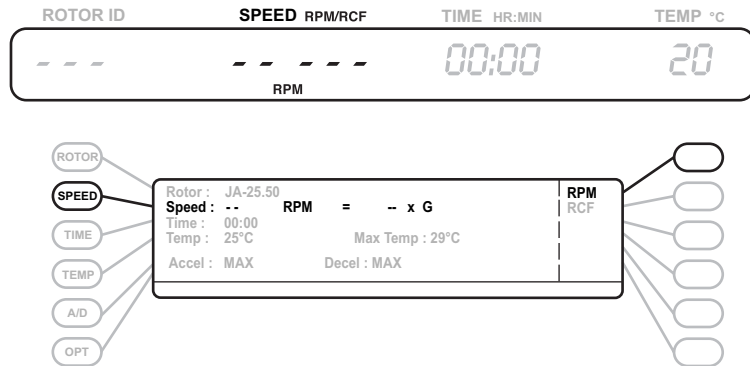 ROTOR ID SPEED RPM/RCF TIME HR:MIN TEMP °C
- - - - - - - - 00:00 20
RPM
ROTOR
SPEED
TIME
TEMP
A/D
OPT
Rotor : JA-25.50
Speed : - - RPM = -- x G
Time : 00:00
Temp : 25°C Max Temp : 29°C
Accel : MAX Decel : MAX
RPM
RCF